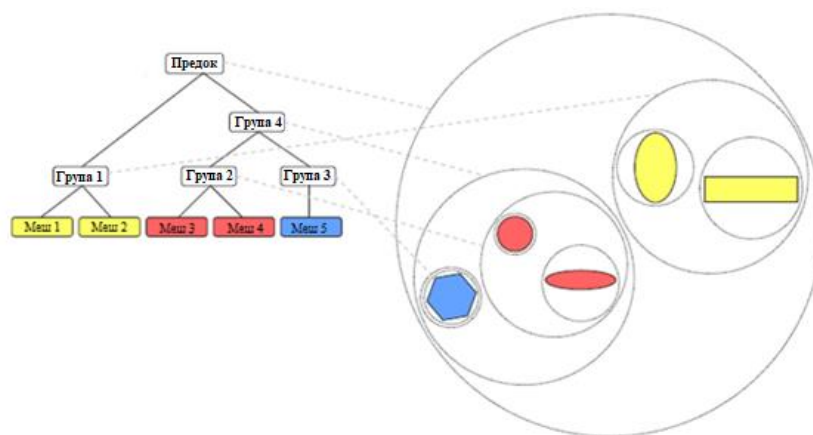 Предок
Група 4
Група 1
Група 2
Група 3
Меш 1
Меш 2
Меш 3
Меш 4
Меш 5